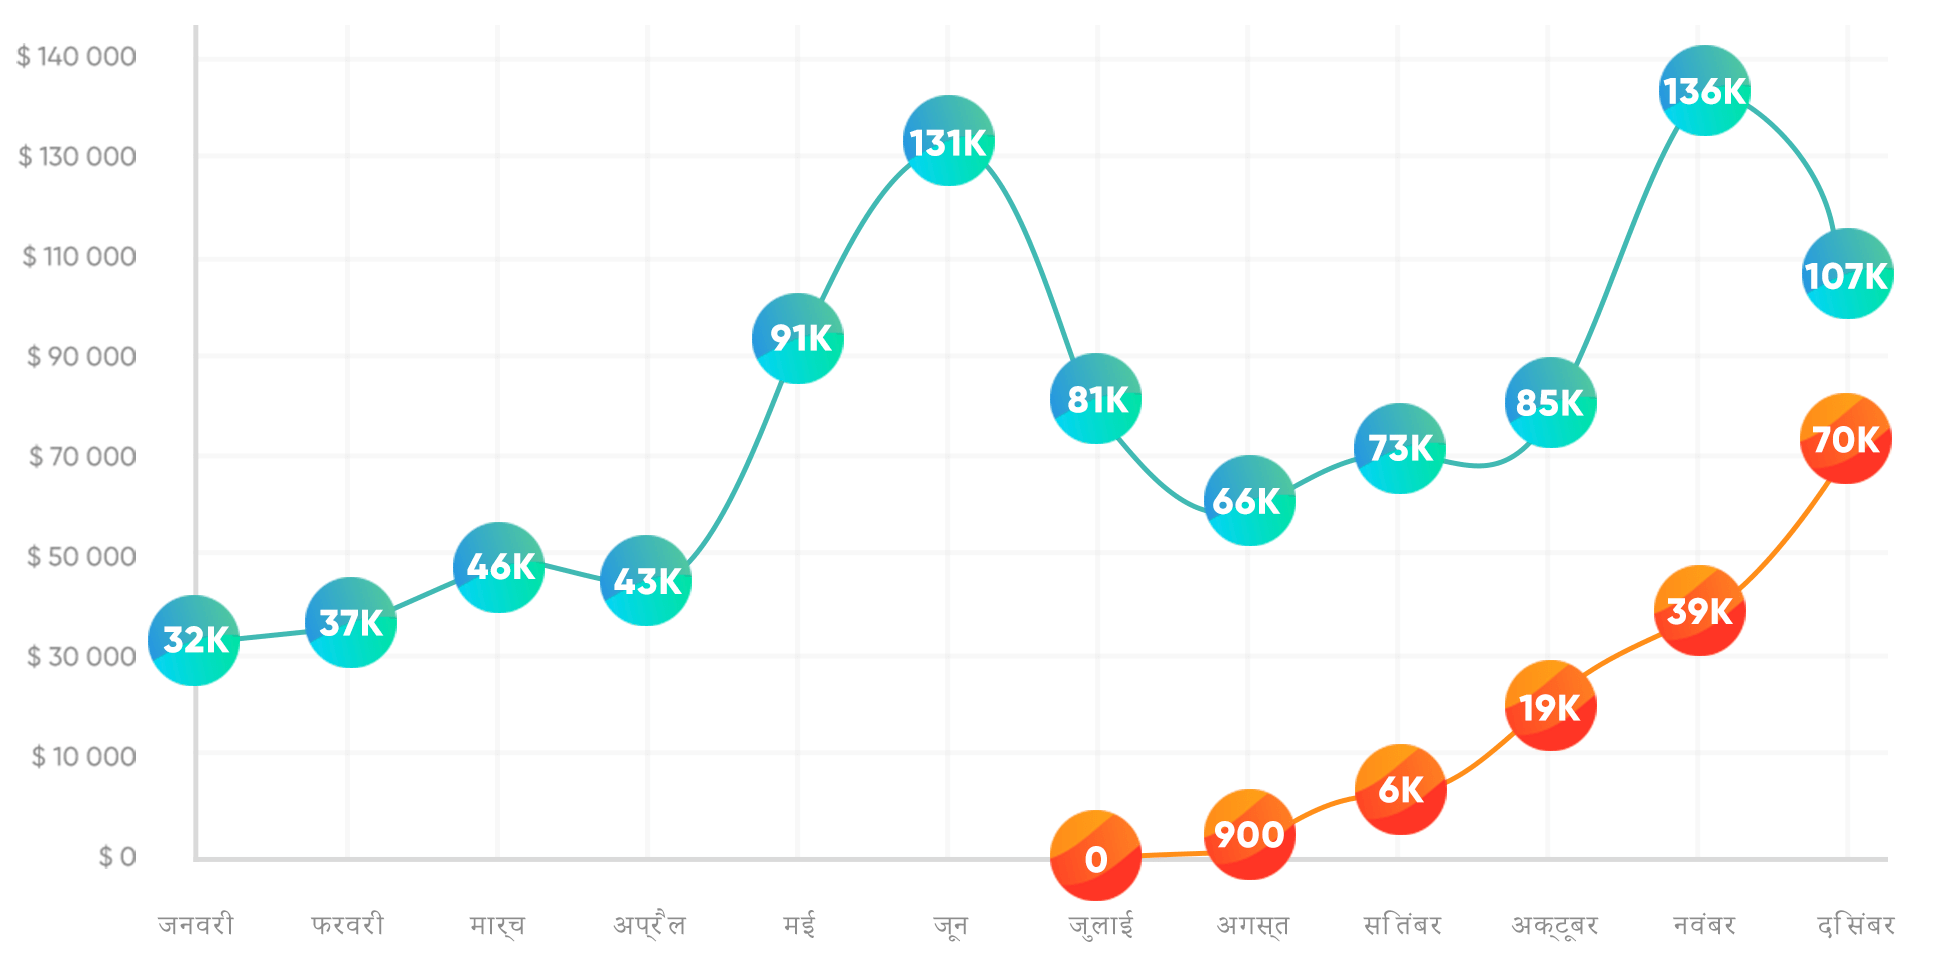 $ 140 000
$ 130 000
$ 110 000
$ 90 000
$ 70 000
$ 50 000
$ 30 000
$ 10 000
$ 0
32K
37K
46K
43K
91K
131K
81K
66K
73K
85K
136K
107K
0
900
6K
19K
39K
70K
जनवरी फरवरी मार्च अप्रैल मई जून जुलाई अगस्त सितंबर अक्टूबर नवंबर दिसंबर